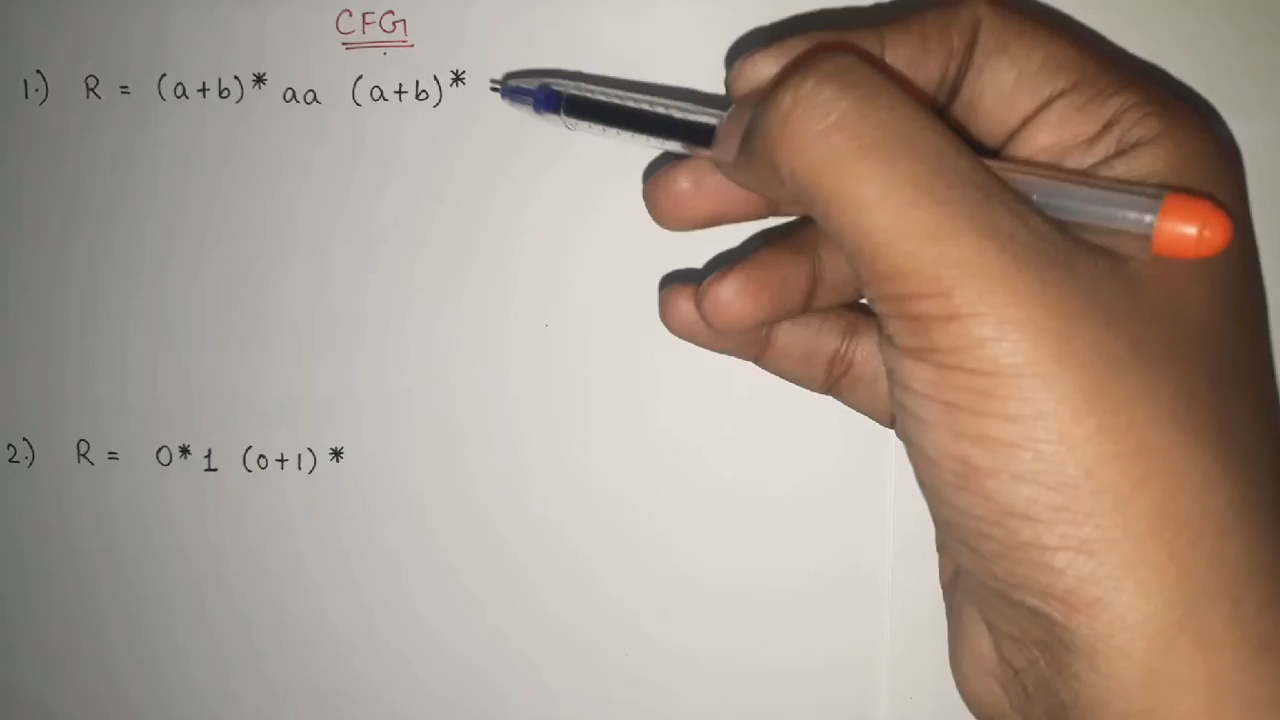 CFG
1.) R = (a+b)* aa (a+b)*
2.) R = 0*1 (0+1)*